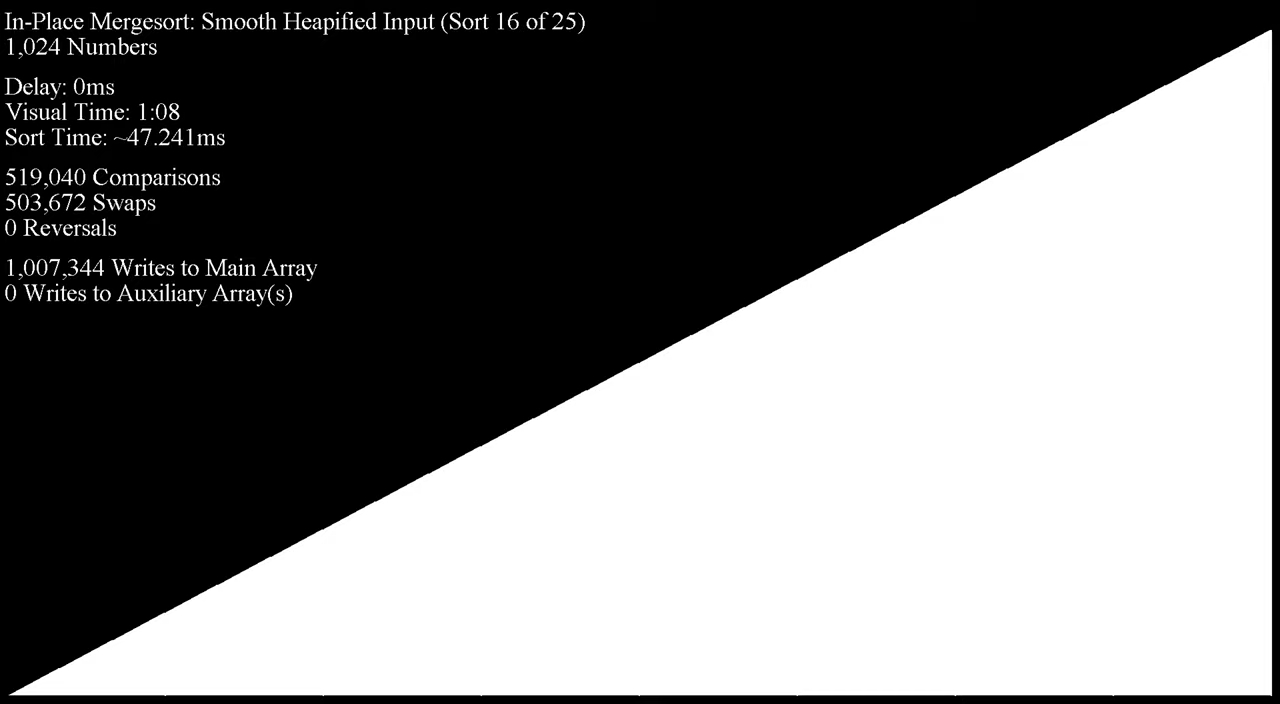 In-Place Mergesort: Smooth Heapified Input (Sort 16 of 25)
1,024 Numbers
Delay: 0ms
Visual Time: 1:08
Sort Time: ~47.241ms
519,040 Comparisons
503,672 Swaps
0 Reversals
1,007,344 Writes to Main Array
0 Writes to Auxiliary Array(s)